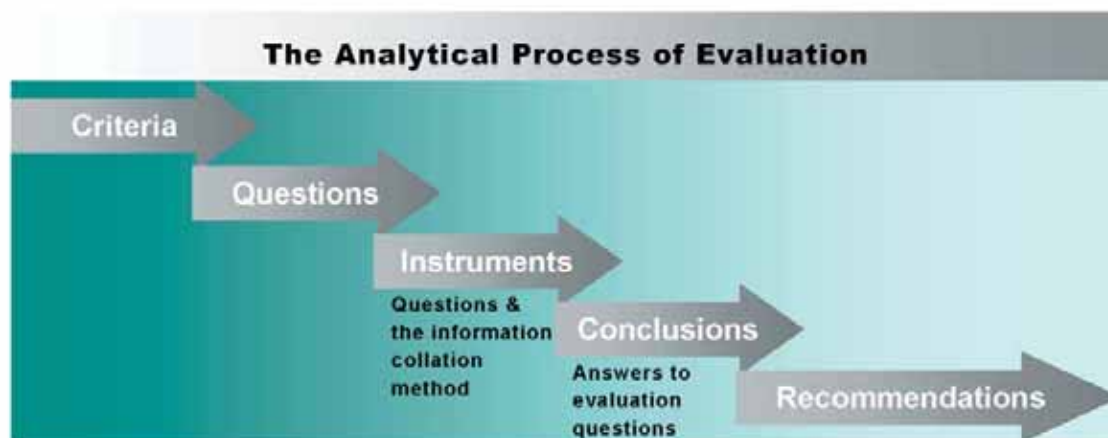 The Analytical Process of Evaluation
Criteria
Questions
Instruments
Questions &
the information
collation
method
Conclusions
Answers to
evaluation
questions
Recommendations